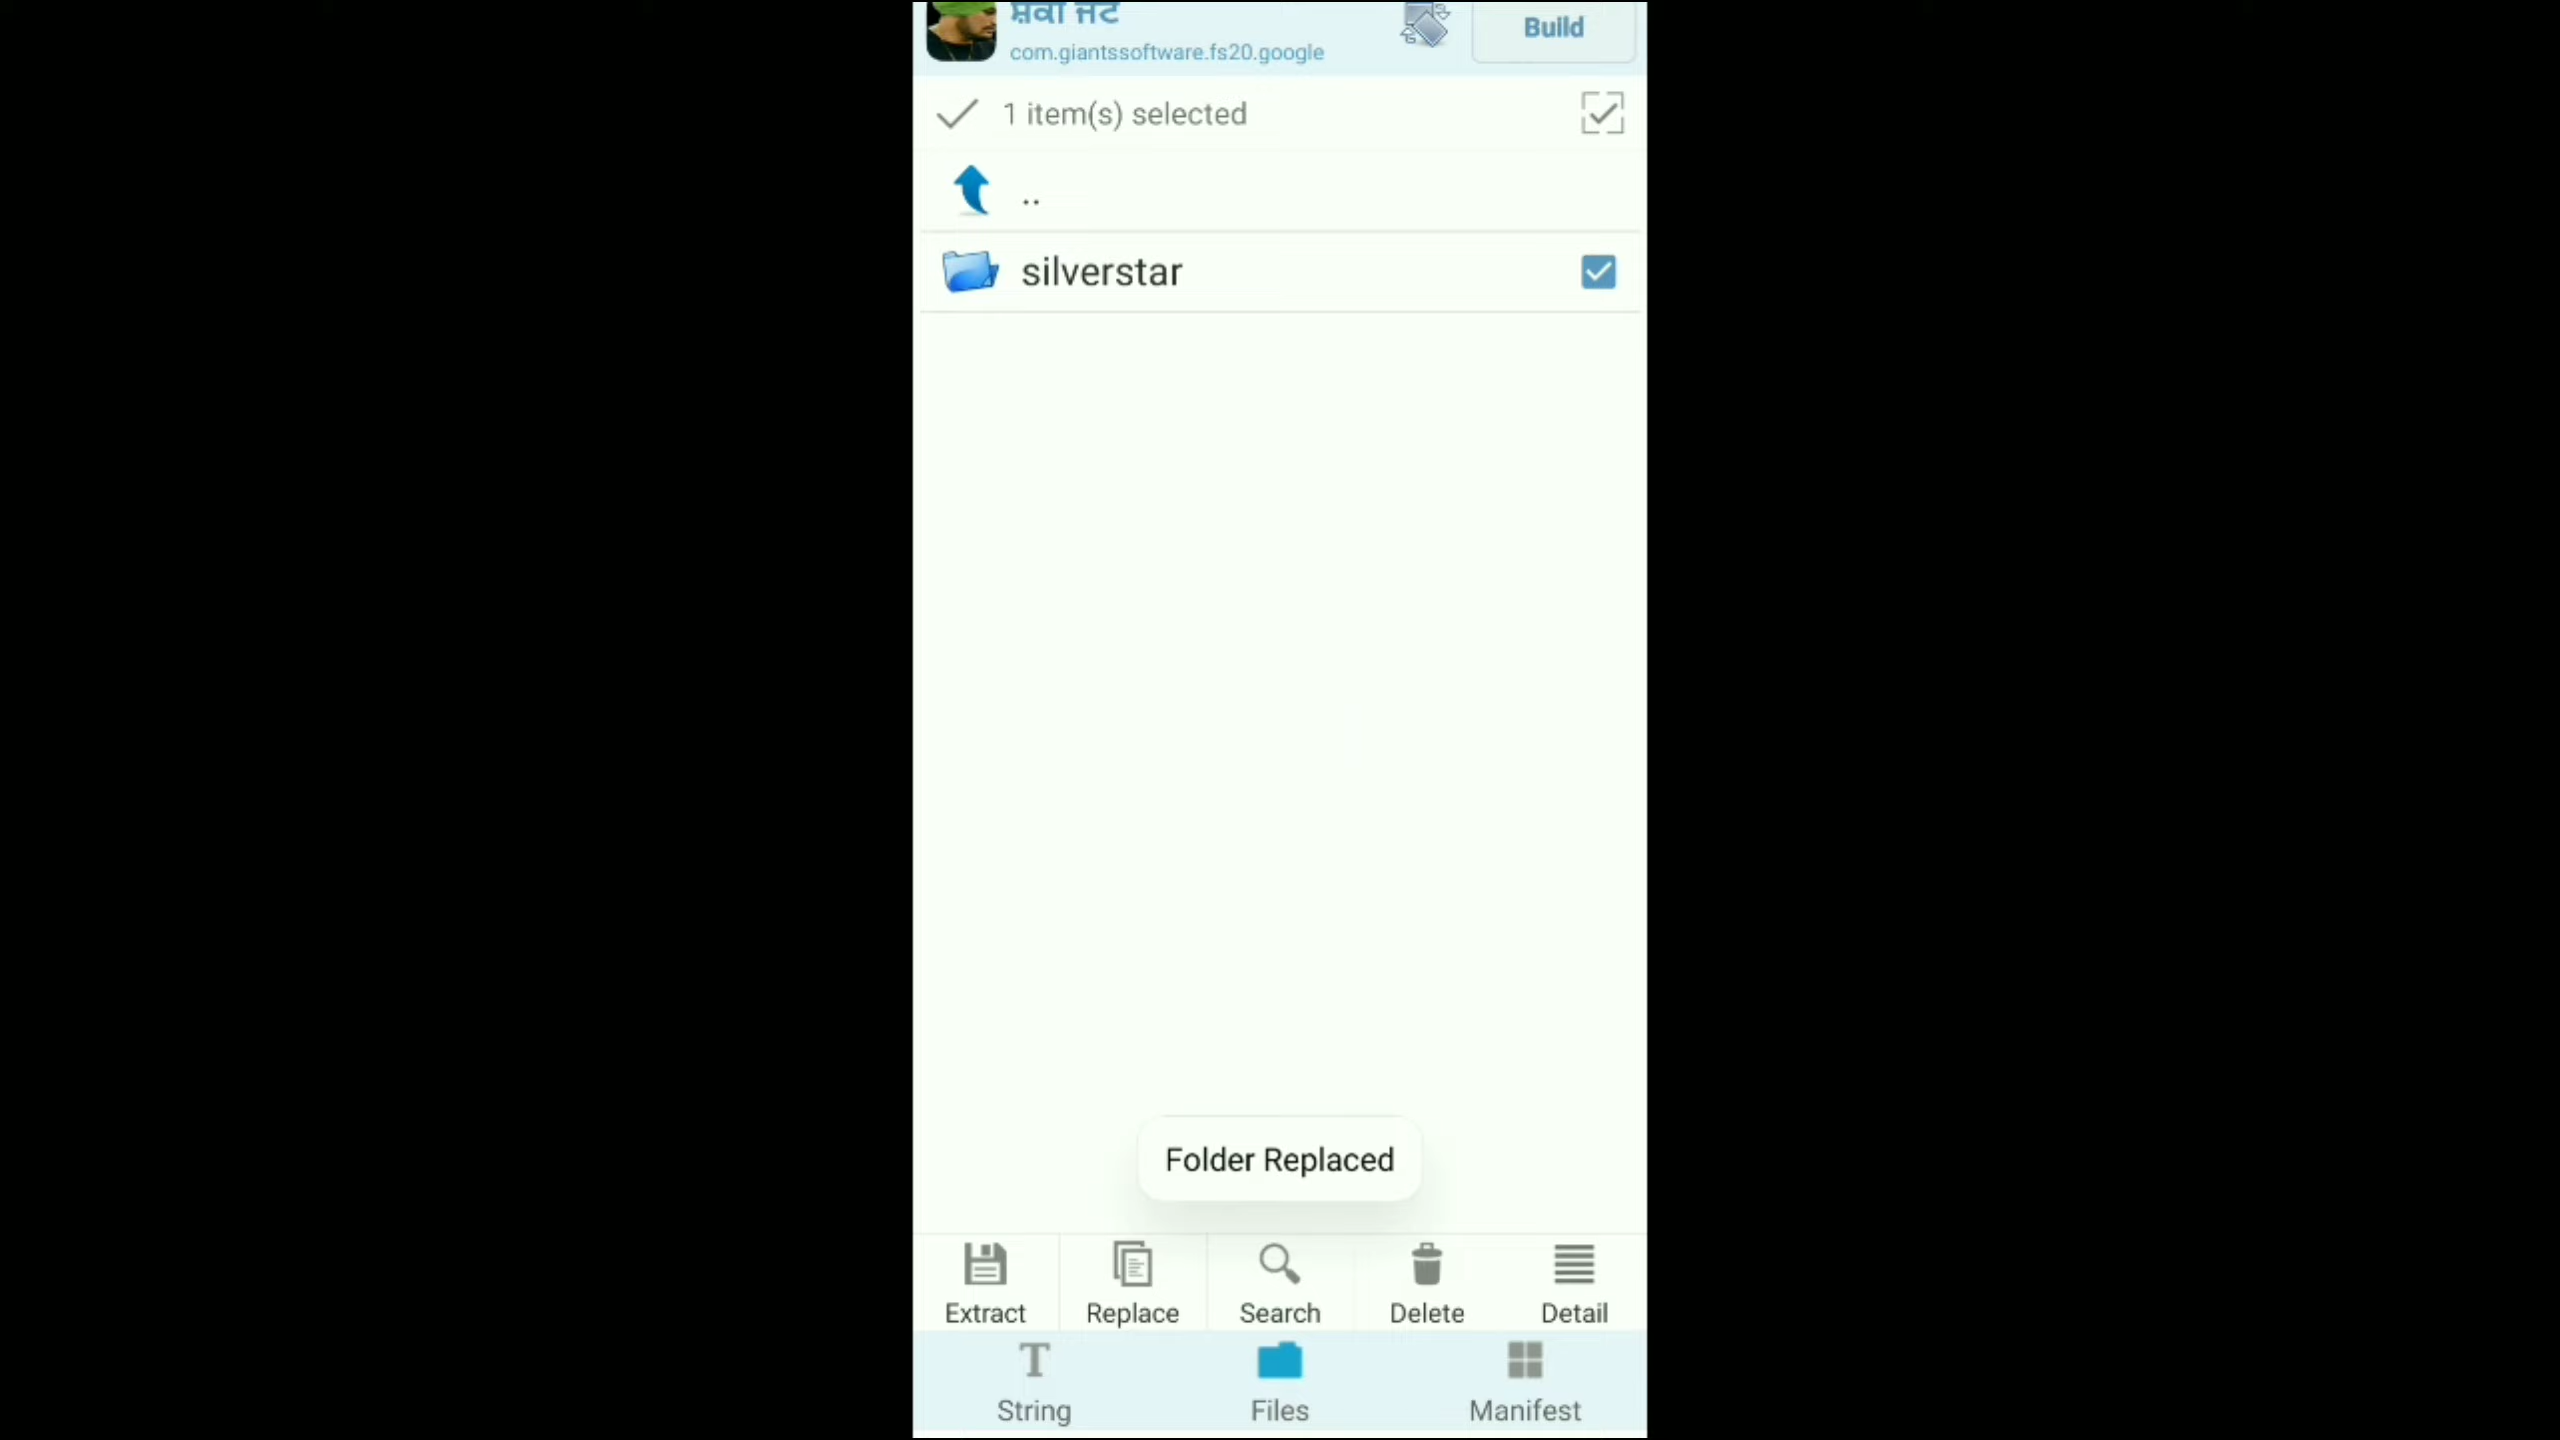 ਸ਼ੌਂਕੀ ਜੱਟ
com.giantssoftware.fs20.google
Build
1 item(s) selected
..
silverstar
Folder Replaced
Extract
Replace
Search
Delete
Detail
String
Files
Manifest